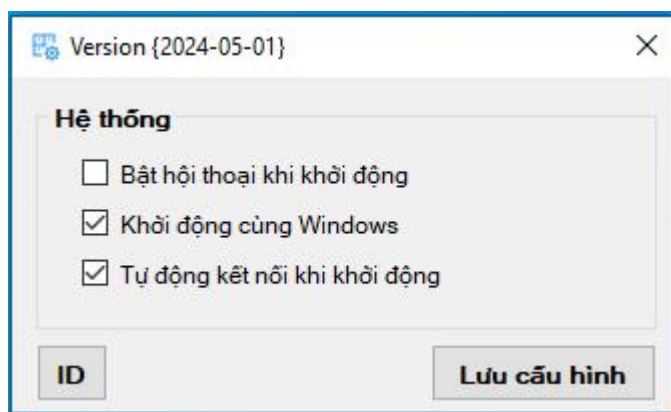 Version {2024-05-01}
Hệ thống
Bật hội thoại khi khởi động
Khởi động cùng Windows
Tự động kết nối khi khởi động
ID
Lưu cấu hình